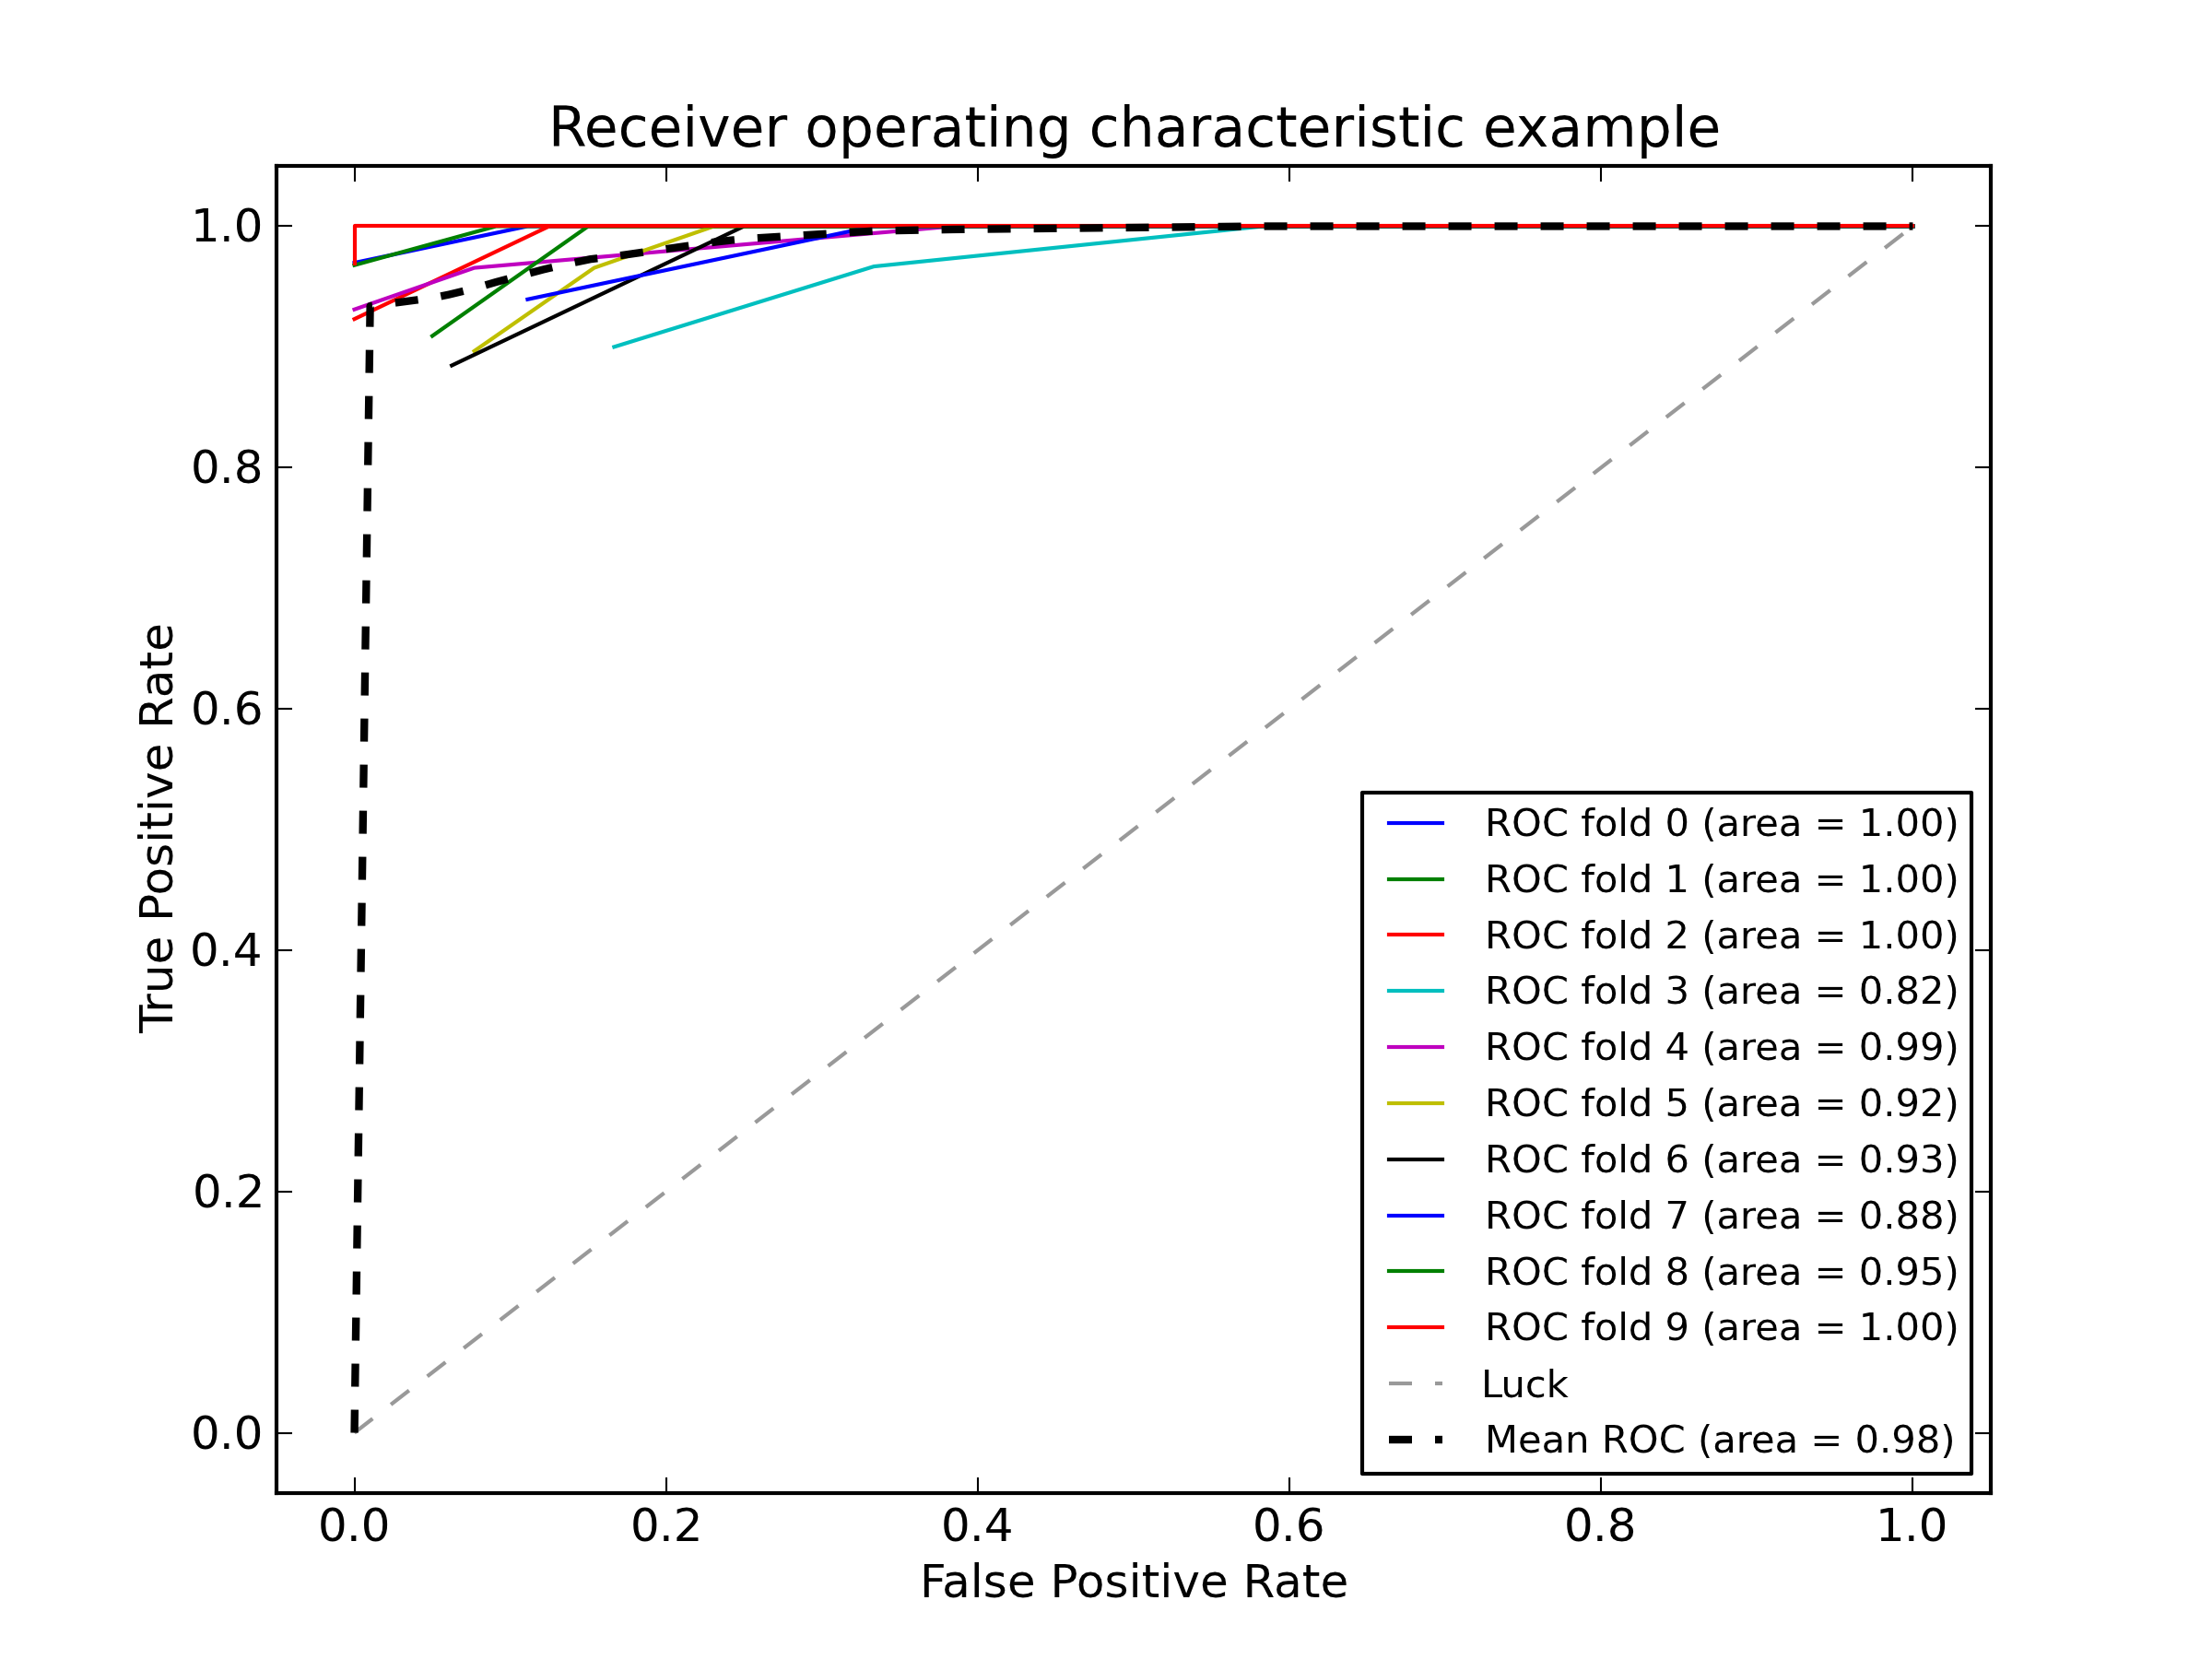 Receiver operating characteristic example
1.0
0.8
0.6
0.4
0.2
0.0
True Positive Rate
0.0 0.2 0.4 0.6 0.8 1.0
False Positive Rate
ROC fold 0 (area = 1.00)
ROC fold 1 (area = 1.00)
ROC fold 2 (area = 1.00)
ROC fold 3 (area = 0.82)
ROC fold 4 (area = 0.99)
ROC fold 5 (area = 0.92)
ROC fold 6 (area = 0.93)
ROC fold 7 (area = 0.88)
ROC fold 8 (area = 0.95)
ROC fold 9 (area = 1.00)
Luck
Mean ROC (area = 0.98)